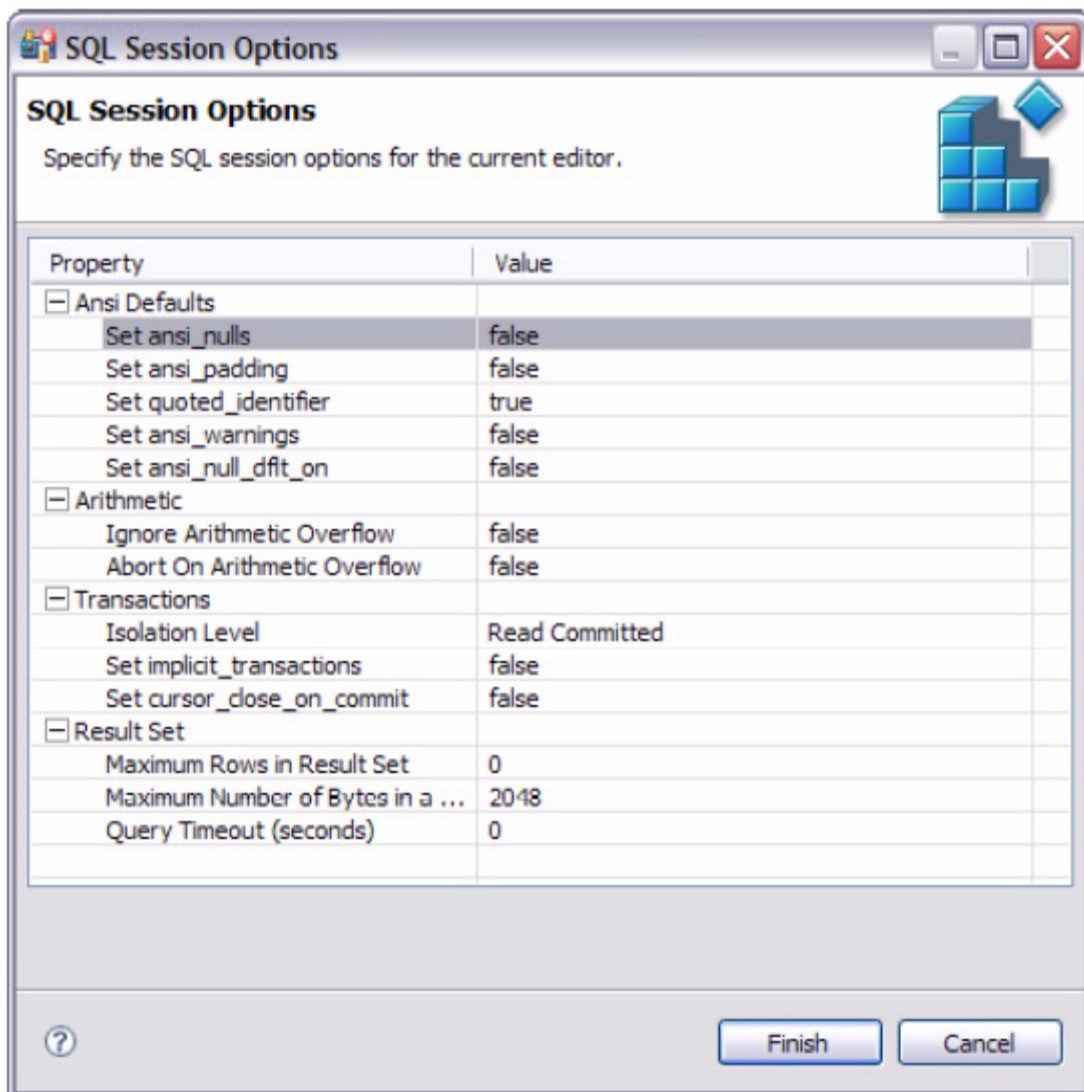 SQL Session Options
SQL Session Options
Specify the SQL session options for the current editor.
Property Value
Ansi Defaults
Set ansi_nulls false
Set ansi_padding false
Set quoted_identifier true
Set ansi_warnings false
Set ansi_null_dflt_on false
Arithmetic
Ignore Arithmetic Overflow false
Abort On Arithmetic Overflow false
Transactions
Isolation Level Read Committed
Set implicit_transactions false
Set cursor_close_on_commit false
Result Set
Maximum Rows in Result Set 0
Maximum Number of Bytes in a ... 2048
Query Timeout (seconds) 0
? Finish Cancel